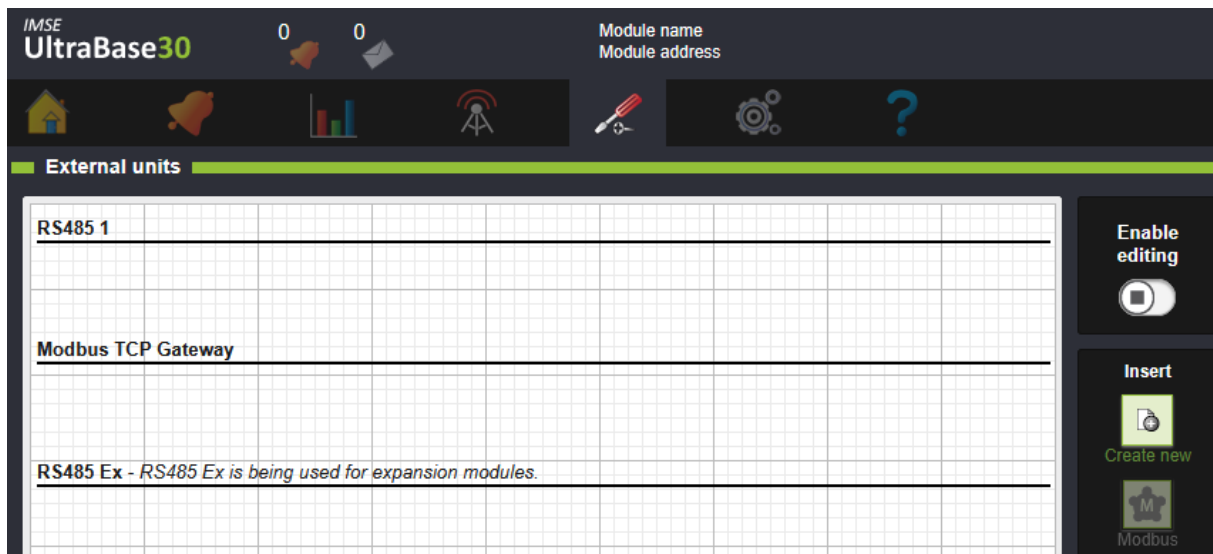 IMSE
UltraBase30
0
0
Module name
Module address
?
External units
RS485 1
Enable
editing
Modbus TCP Gateway
Insert
Create new
RS485 Ex - RS485 Ex is being used for expansion modules.
M
Modbus